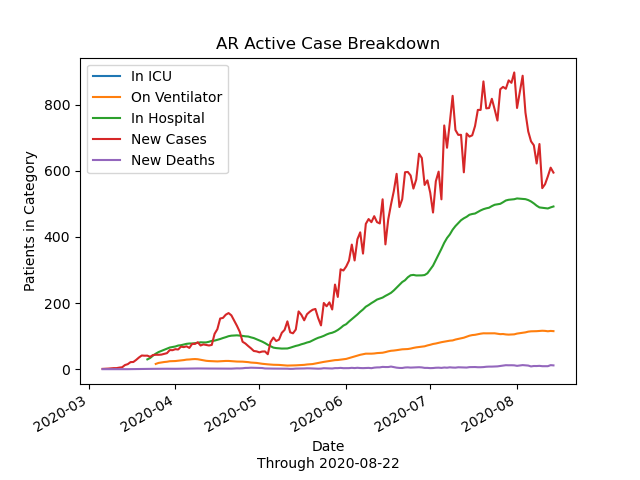 AR Active Case Breakdown
In ICU
On Ventilator
In Hospital
New Cases
New Deaths
Patients in Category
800
600
400
200
0
2020-03
2020-04
2020-05
2020-06
2020-07
2020-08
Date
Through 2020-08-22